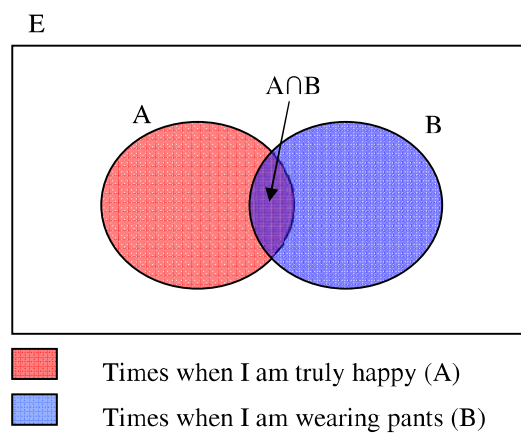 E
A∩B
A
B
Times when I am truly happy (A)
Times when I am wearing pants (B)